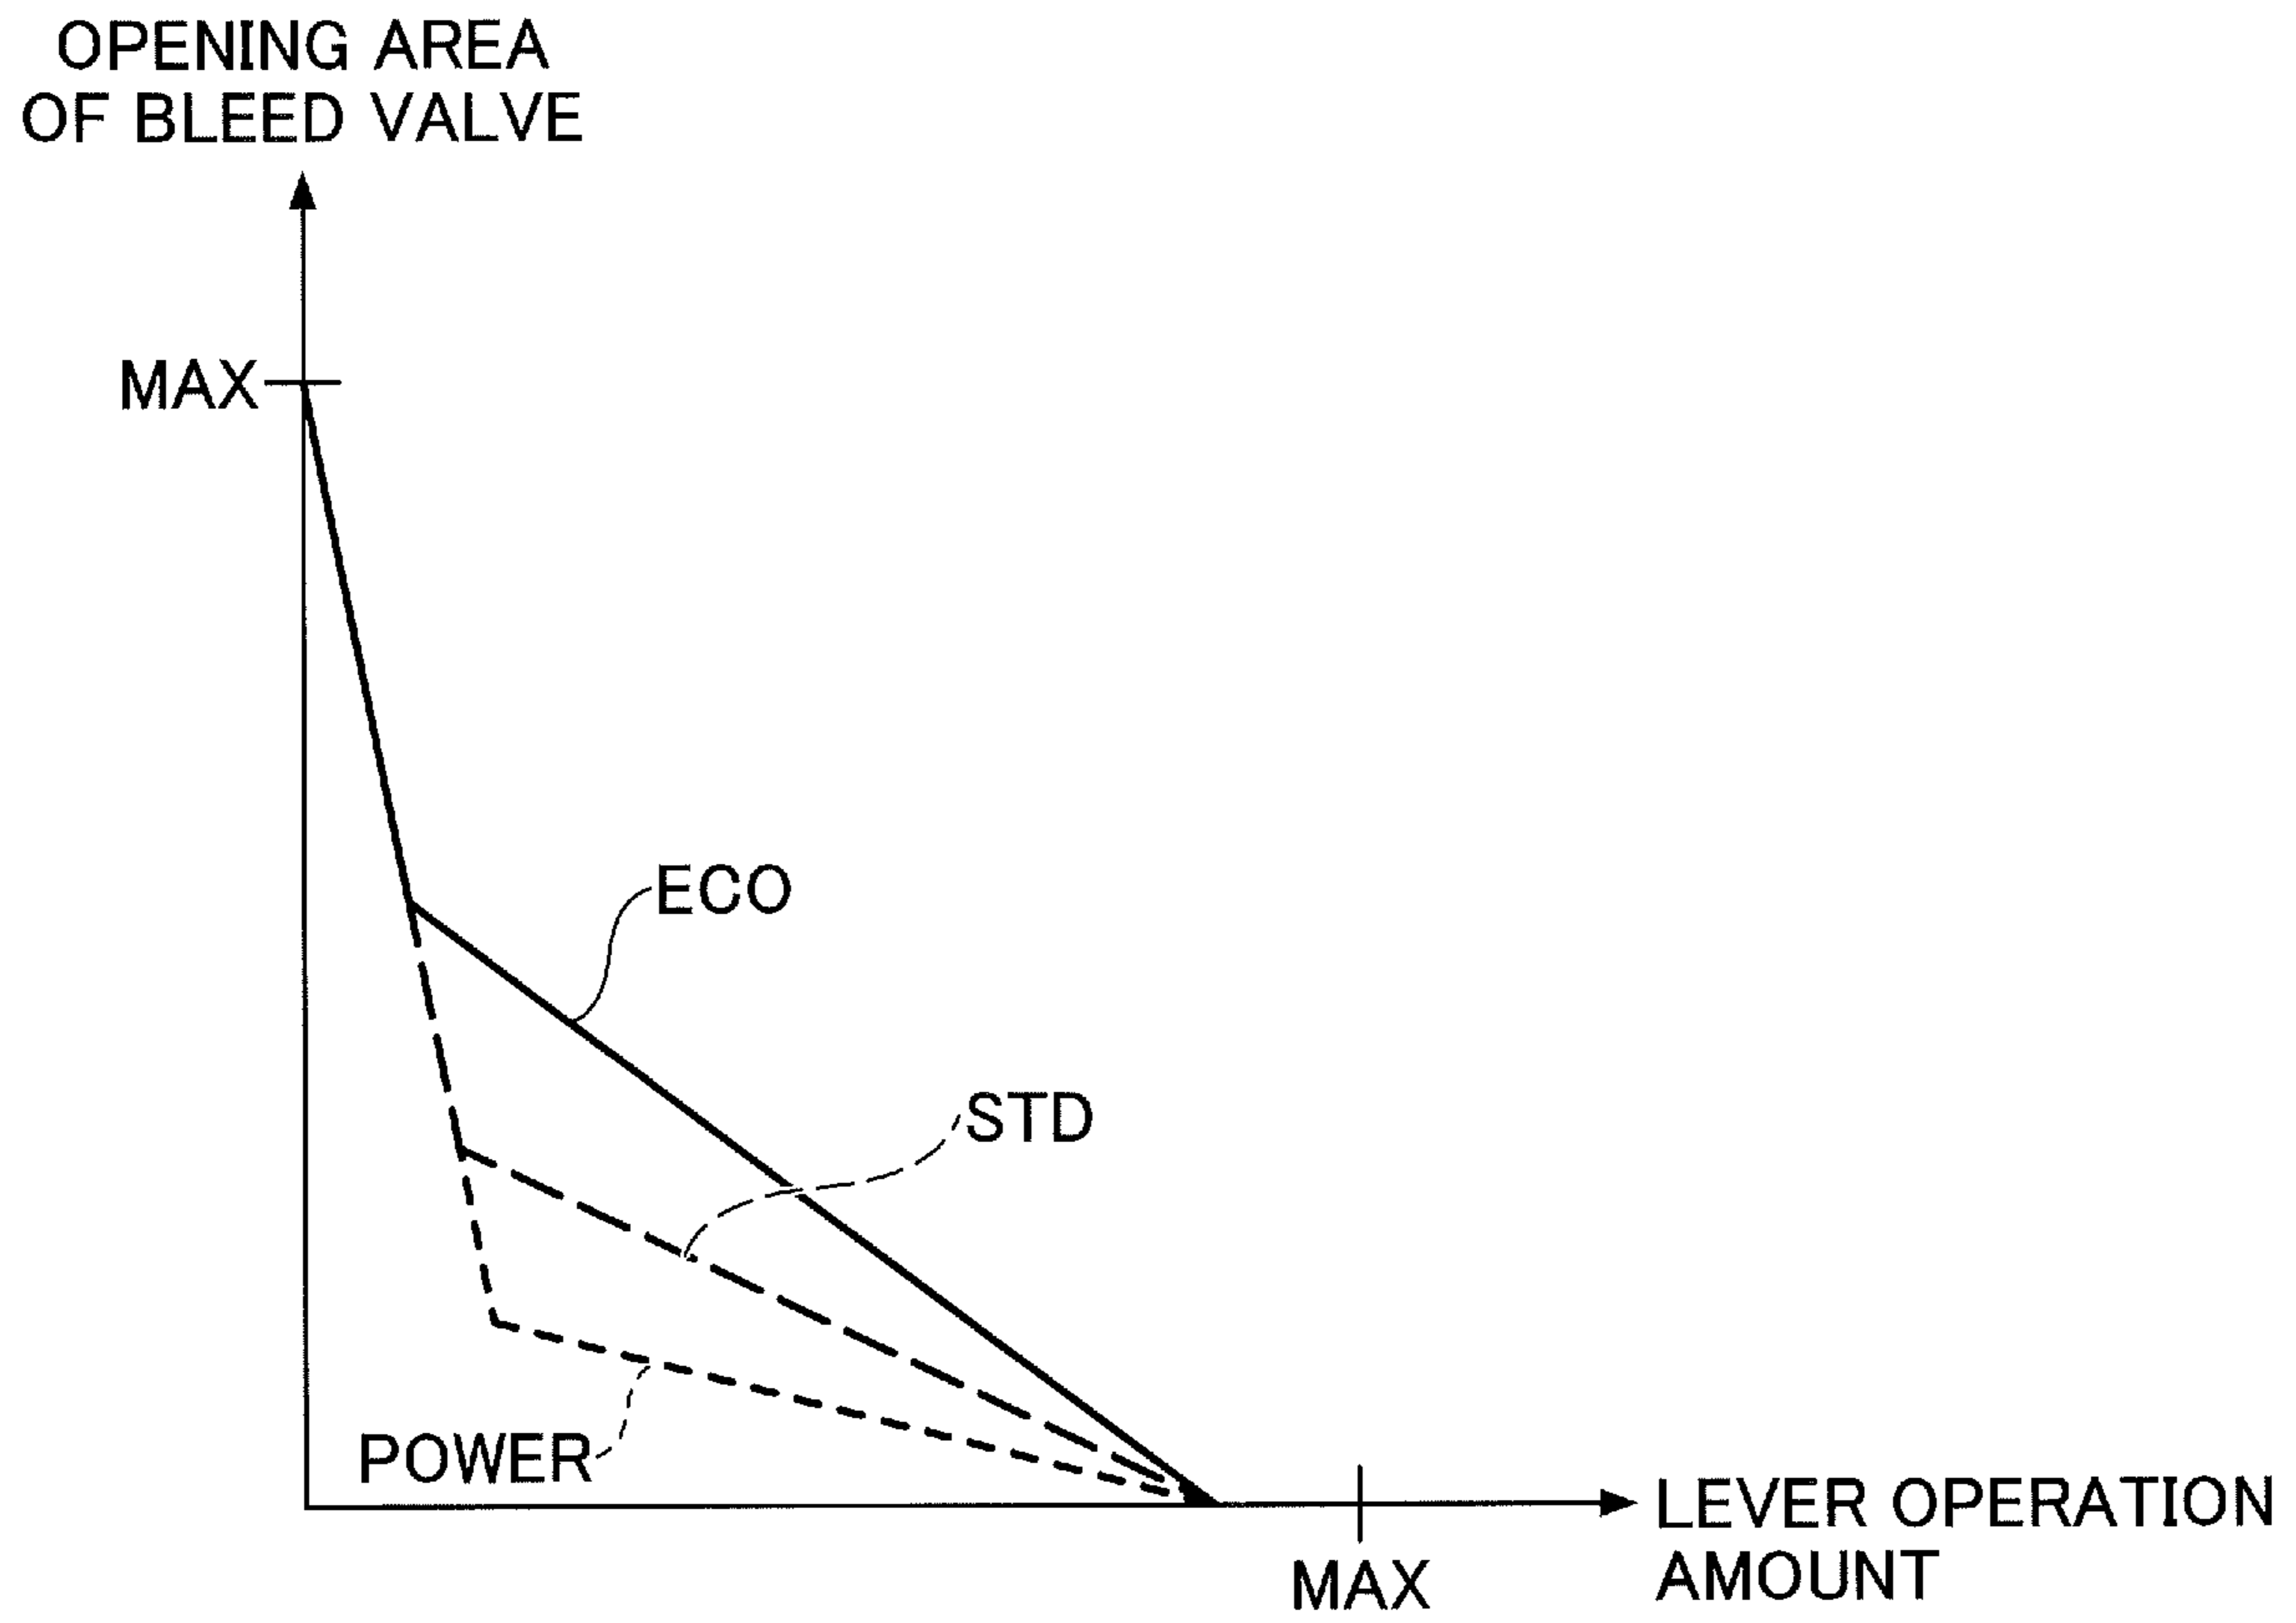 OPENING AREA
OF BLEED VALVE
MAX
ECO
STD
POWER
LEVER OPERATION
AMOUNT
MAX